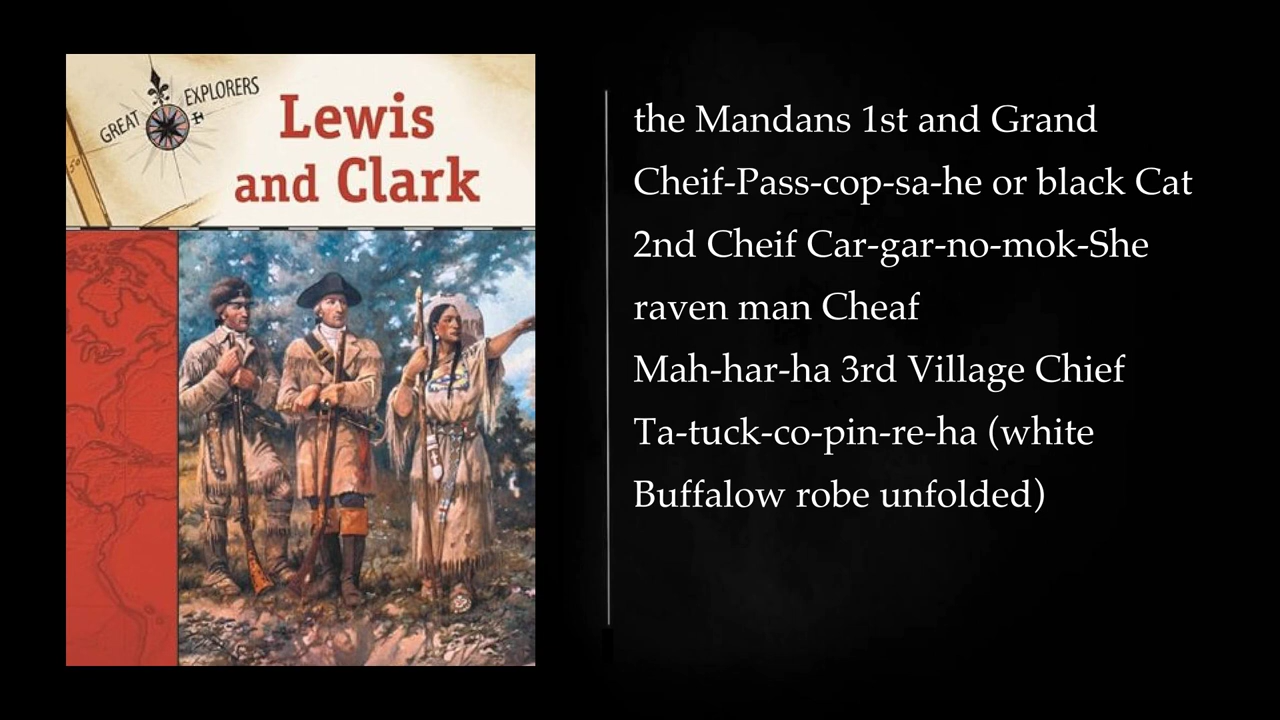 GREAT EXPLORERS
Lewis
and Clark
the Mandans 1st and Grand
Cheif-Pass-cop-sa-he or black Cat
2nd Cheif Car-gar-no-mok-She
raven man Cheaf
Mah-har-ha 3rd Village Chief
Ta-tuck-co-pin-re-ha (white
Buffalow robe unfolded)